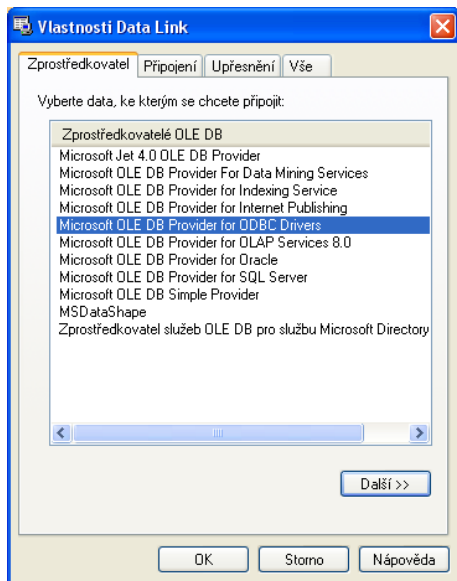 Vlastnosti Data Link
Zprostředkovatel Připojení Upřesnění Vše
Vyberte data, ke kterým se chcete připojit:
Zprostředkovatelé OLE DB
Microsoft Jet 4.0 OLE DB Provider
Microsoft OLE DB Provider For Data Mining Services
Microsoft OLE DB Provider for Indexing Service
Microsoft OLE DB Provider for Internet Publishing
Microsoft OLE DB Provider for ODBC Drivers
Microsoft OLE DB Provider for OLAP Services 8.0
Microsoft OLE DB Provider for Oracle
Microsoft OLE DB Provider for SQL Server
Microsoft OLE DB Simple Provider
MSDataShape
Zprostředkovatel služeb OLE DB pro službu Microsoft Directory
Další >>
OK Storno Nápověda